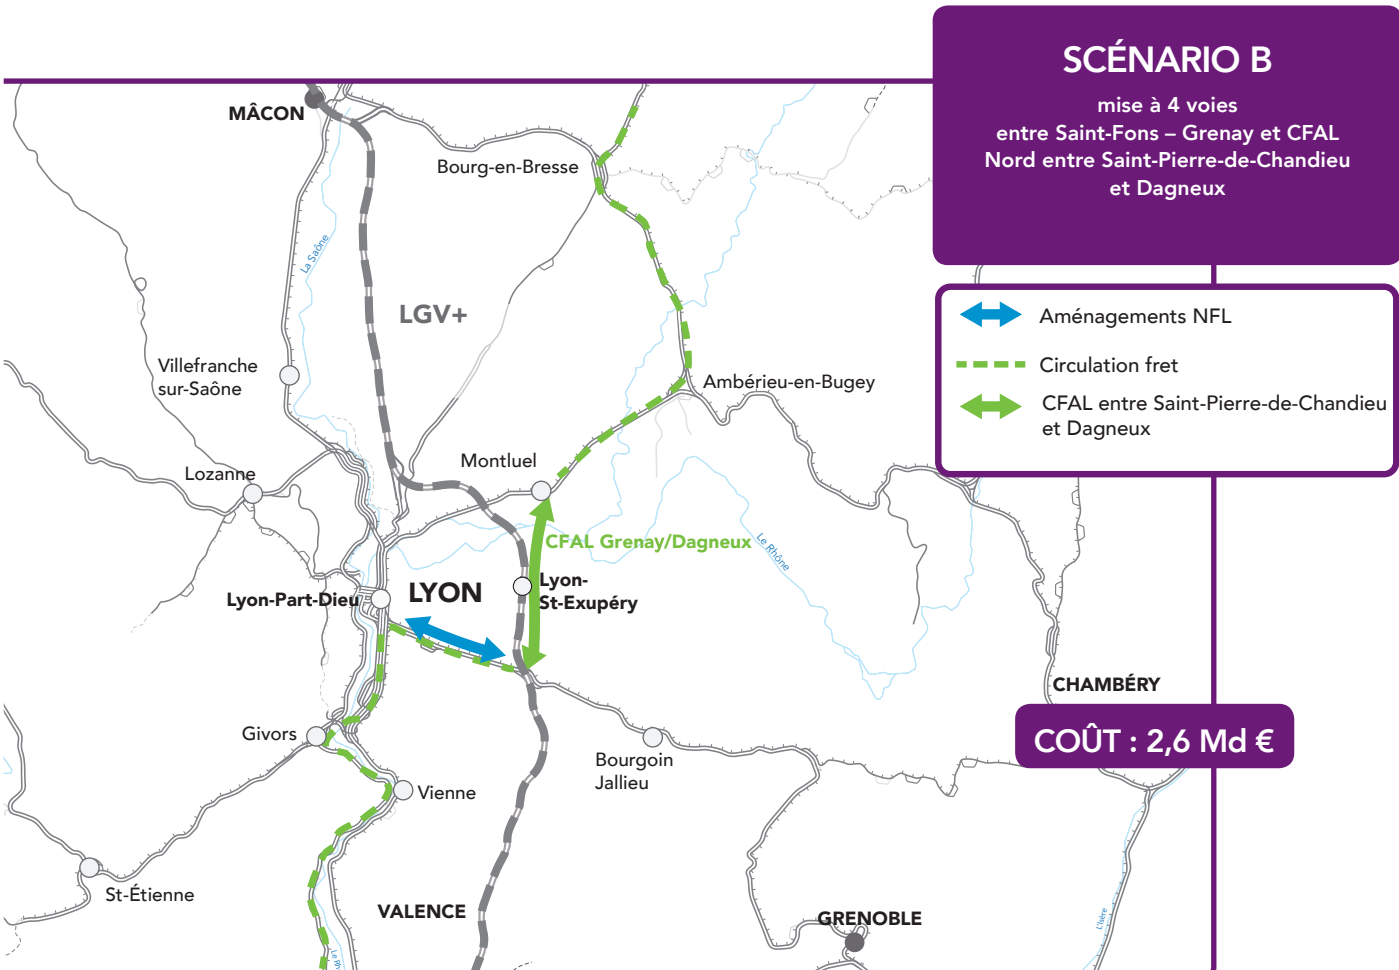 SCÉNARIO B
mise à 4 voies
entre Saint-Fons – Grenay et CFAL
Nord entre Saint-Pierre-de-Chandieu
et Dagneux
Aménagements NFL
Circulation fret
CFAL entre Saint-Pierre-de-Chandieu
et Dagneux
MÂCON
Bourg-en-Bresse
La Saône
LGV+
Villefranche
sur-Saône
Ambérieu-en-Bugey
Lozanne
Montluel
CFAL Grenay/Dagneux
Le Rhône
Lyon-Part-Dieu
LYON
Lyon-
St-Exupéry
CHAMBÉRY
COÛT : 2,6 Md €
Givors
Bourgoin
Jallieu
Vienne
St-Étienne
VALENCE
GRENOBLE
L'Isère